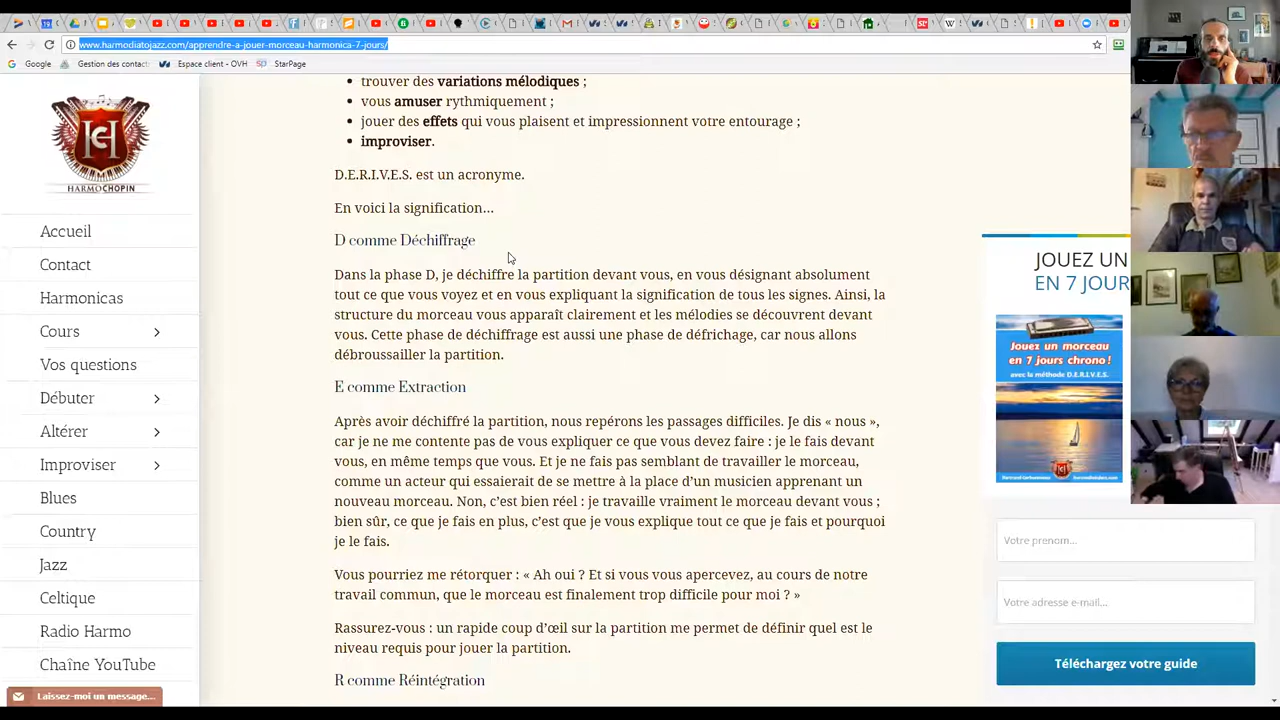 www.harmodiatojazz.com/apprendre-a-jouer-morceau-harmonica-7-jours/
Google
Gestion des contact
Espace client - OVH
StarPage
HC
HARMOCHOPIN
Accueil
Contact
Harmonicas
Cours
Vos questions
Débuter
Altérer
Improviser
Blues
Country
Jazz
Celtique
Radio Harmo
Chaîne YouTube
Laissez-moi un message...
trouver des variations mélodiques ;
vous amuser rythmiquement ;
jouer des effets qui vous plaisent et impressionnent votre entourage ;
improviser.
D.E.R.I.V.E.S. est un acronyme.
En voici la signification…
D comme Déchiffrage
Dans la phase D, je déchiffre la partition devant vous, en vous désignant absolument
tout ce que vous voyez et en vous expliquant la signification de tous les signes. Ainsi, la
structure du morceau vous apparaît clairement et les mélodies se découvrent devant
vous. Cette phase de déchiffrage est aussi une phase de défrichage, car nous allons
débroussailler la partition.
E comme Extraction
Après avoir déchiffré la partition, nous repérons les passages difficiles. Je dis « nous »,
car je ne me contente pas de vous expliquer ce que vous devez faire : je le fais devant
vous, en même temps que vous. Et je ne fais pas semblant de travailler le morceau,
comme un acteur qui essaierait de se mettre à la place d’un musicien apprenant un
nouveau morceau. Non, c’est bien réel : je travaille vraiment le morceau devant vous ;
bien sûr, ce que je fais en plus, c’est que je vous explique tout ce que je fais et pourquoi
je le fais.
Vous pourriez me rétorquer : « Ah oui ? Et si vous vous apercevez, au cours de notre
travail commun, que le morceau est finalement trop difficile pour moi ? »
Rassurez-vous : un rapide coup d’œil sur la partition me permet de définir quel est le
niveau requis pour jouer la partition.
R comme Réintégration
JOUEZ UN
EN 7 JOUR
Jouez un morceau
en 7 jours chrono !
avec la méthode D.E.R.I.V.E.S.
harmodiatojazz.com
Votre prenom...
Votre adresse e-mail...
Téléchargez votre guide